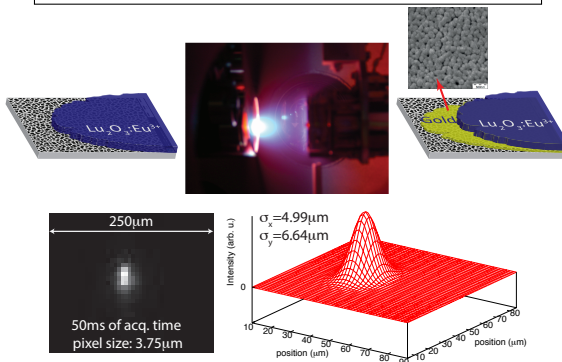 Lu₂O₃:Eu³⁺
Gold
Lu₂O₃:Eu³⁺
250μm
50ms of acq. time
pixel size: 3.75μm
σx=4.99μm
σy=6.64μm
Intensity (arb. u.)
0
10 20 30 40 50 60 70 80
position (μm)
10 20 30 40 50 60 70 80
position (μm)